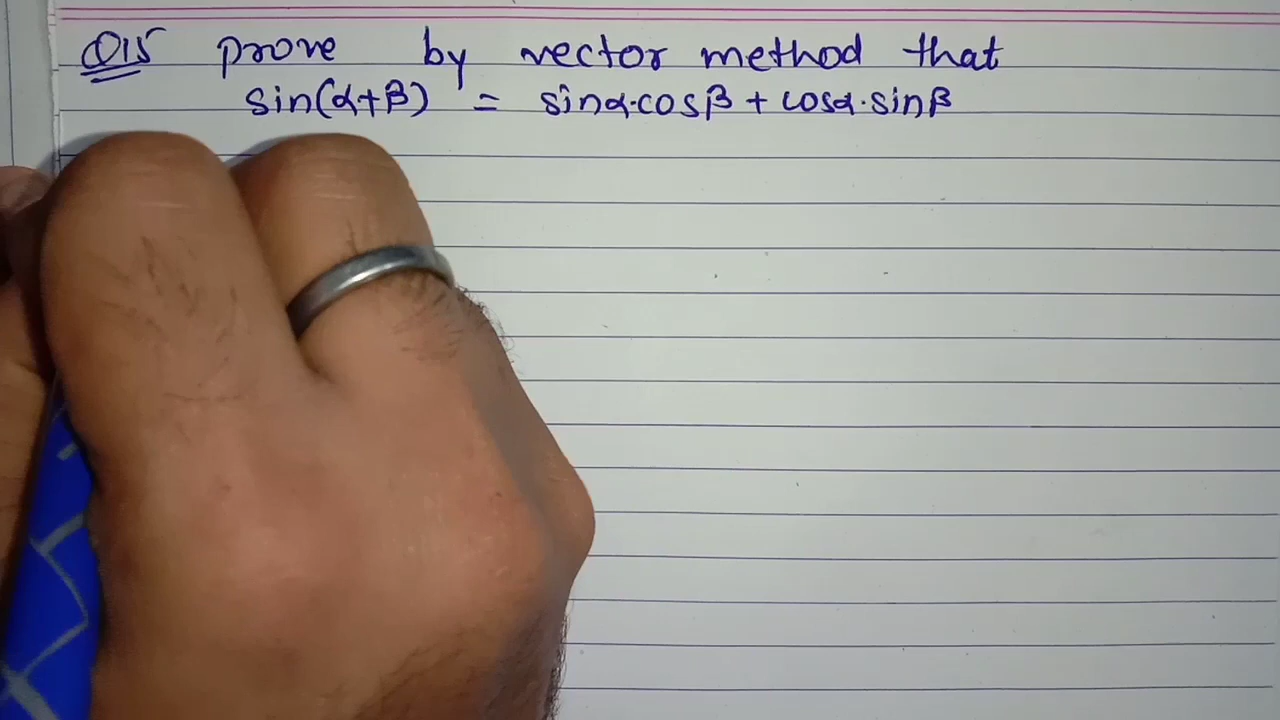 Q15 prove by vector method that
sin(α+β) = sinα·cosβ + cosα·sinβ